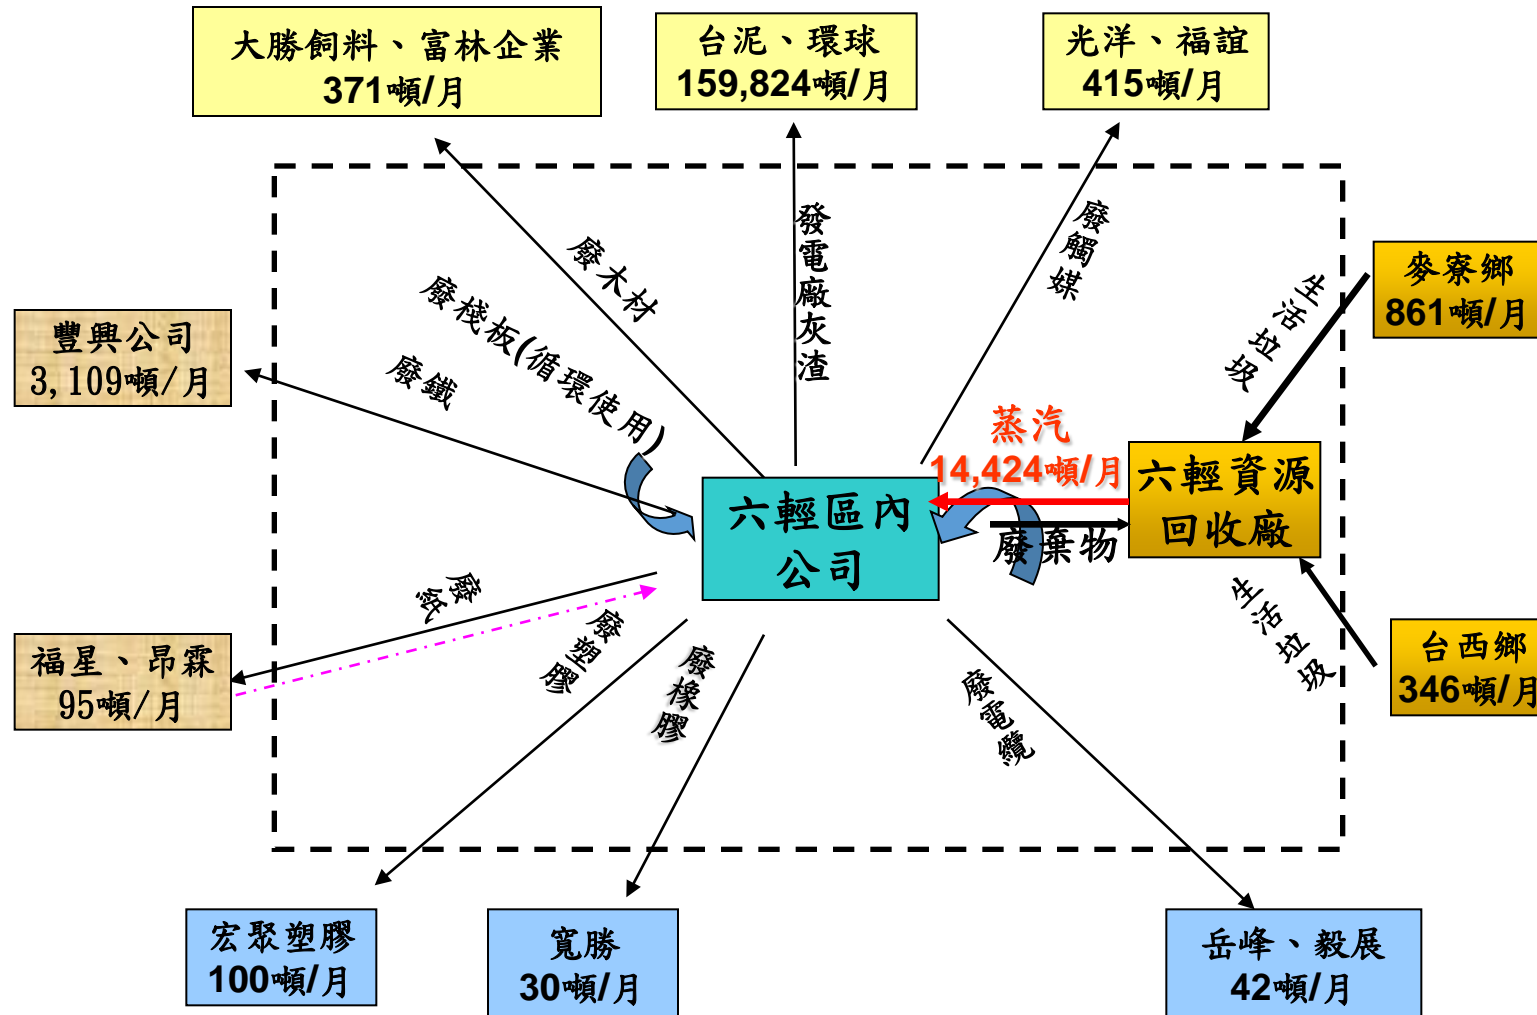 大勝飼料、富林企業
371噸/月
台泥、環球
159,824噸/月
光洋、福誼
415噸/月
廢木材
發電廠灰渣
廢觸媒
生活垃圾
麥寮鄉
861噸/月
廢棧板(循環使用)
豐興公司
3,109噸/月
廢鐵
蒸汽
14,424噸/月
六輕區內
公司
廢棄物
六輕資源
回收廠
廢紙
福星、昂霖
95噸/月
廢塑膠
廢橡膠
廢電纜
生活垃圾
台西鄉
346噸/月
宏聚塑膠
100噸/月
寬勝
30噸/月
岳峰、毅展
42噸/月